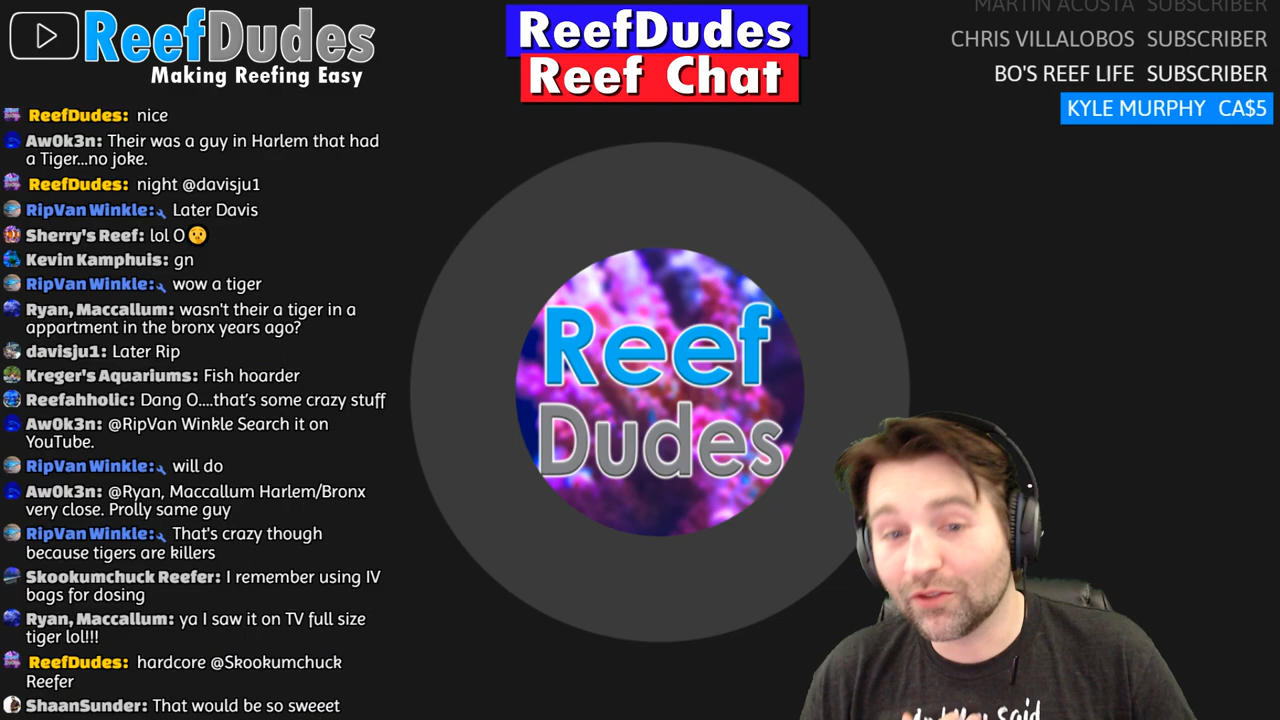 ReefDudes
Making Reefing Easy
ReefDudes
Reef Chat
MARTIN ACOSTA SUBSCRIBER
CHRIS VILLALOBOS SUBSCRIBER
BO'S REEF LIFE SUBSCRIBER
KYLE MURPHY CA$5
ReefDudes: nice
Aw0k3n: Their was a guy in Harlem that had
a Tiger...no joke.
ReefDudes: night @davisju1
RipVan Winkle: Later Davis
Sherry's Reef: lol O
Kevin Kamphuis: gn
RipVan Winkle: wow a tiger
Ryan, Maccallum: wasn't their a tiger in a
appartment in the bronx years ago?
davisju1: Later Rip
Kreger's Aquariums: Fish hoarder
Reefahholic: Dang O....that's some crazy stuff
Aw0k3n: @RipVan Winkle Search it on
YouTube.
RipVan Winkle: will do
Aw0k3n: @Ryan, Maccallum Harlem/Bronx
very close. Prolly same guy
RipVan Winkle: That's crazy though
because tigers are killers
Skookumchuck Reefer: I remember using IV
bags for dosing
Ryan, Maccallum: ya I saw it on TV full size
tiger lol!!!
ReefDudes: hardcore @Skookumchuck
Reefer
ShaanSunder: That would be so sweeet
Reef
Dudes
said